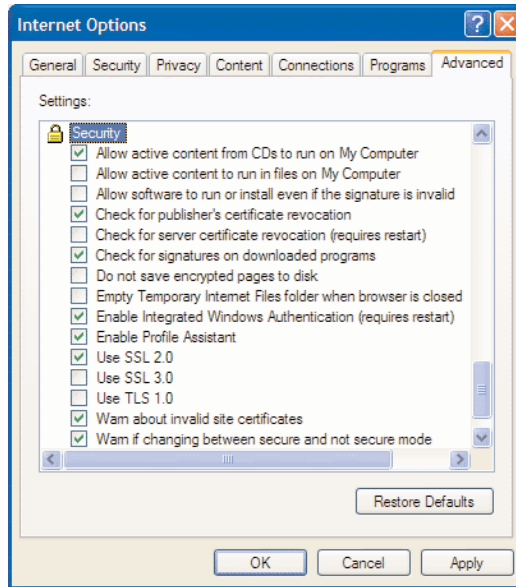 Internet Options
General Security Privacy Content Connections Programs Advanced
Settings:
Security
Allow active content from CDs to run on My Computer
Allow active content to run in files on My Computer
Allow software to run or install even if the signature is invalid
Check for publisher's certificate revocation
Check for server certificate revocation (requires restart)
Check for signatures on downloaded programs
Do not save encrypted pages to disk
Empty Temporary Internet Files folder when browser is closed
Enable Integrated Windows Authentication (requires restart)
Enable Profile Assistant
Use SSL 2.0
Use SSL 3.0
Use TLS 1.0
Warn about invalid site certificates
Warn if changing between secure and not secure mode
Restore Defaults
OK Cancel Apply